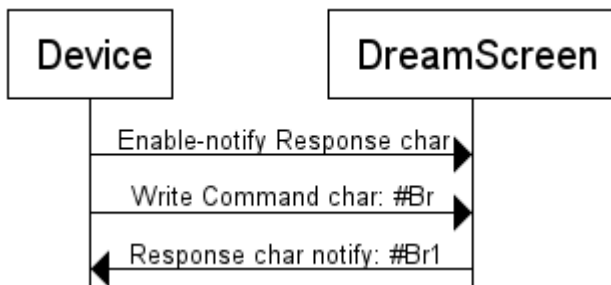 Device
DreamScreen
Enable-notify Response char
Write Command char: #Br
Response char notify: #Br1